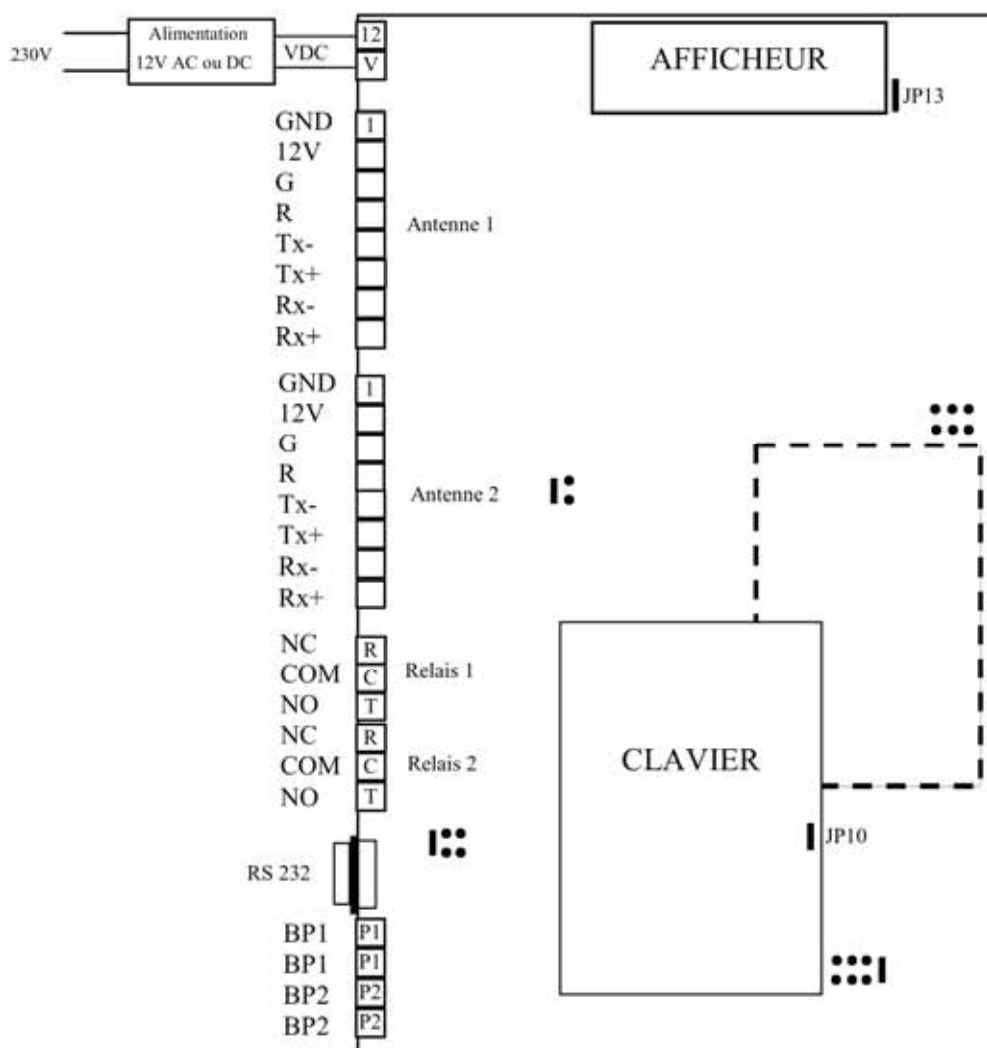 230V
Alimentation
12V AC ou DC
VDC
12
V
AFFICHEUR
JP13
GND 1
12V
G
R
Antenne 1
Tx-
Tx+
Rx-
Rx+
GND 1
12V
G
R
Antenne 2
Tx-
Tx+
Rx-
Rx+
NC R
COM C Relais 1
NO T
NC R
COM C Relais 2
NO T
CLAVIER
JP10
RS 232
BP1 P1
BP1 P1
BP2 P2
BP2 P2